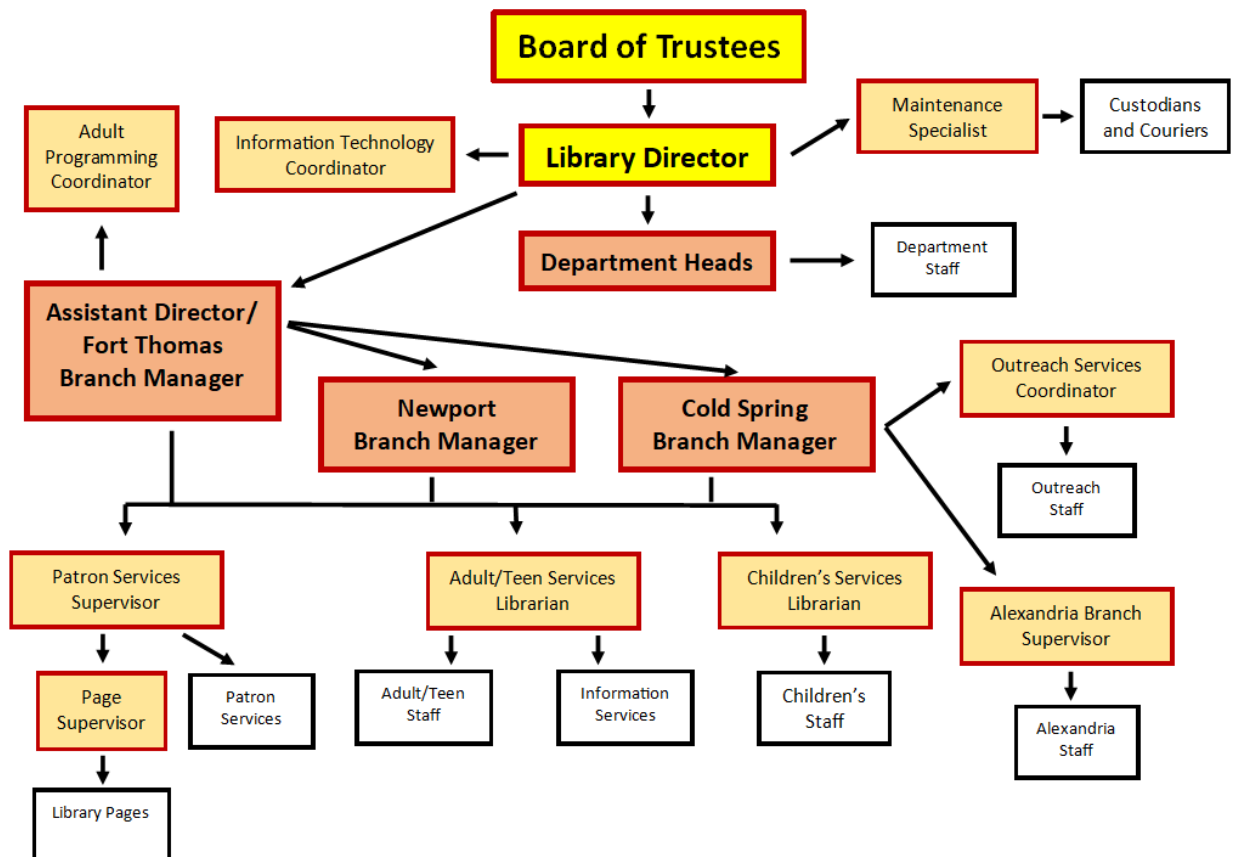 Board of Trustees
Maintenance
Specialist
Custodians
and Couriers
Adult
Programming
Coordinator
Information Technology
Coordinator
Library Director
Department Heads
Department
Staff
Assistant Director/
Fort Thomas
Branch Manager
Newport
Branch Manager
Cold Spring
Branch Manager
Outreach Services
Coordinator
Outreach
Staff
Patron Services
Supervisor
Adult/Teen Services
Librarian
Children’s Services
Librarian
Alexandria Branch
Supervisor
Page
Supervisor
Patron
Services
Adult/Teen
Staff
Information
Services
Children’s
Staff
Alexandria
Staff
Library Pages